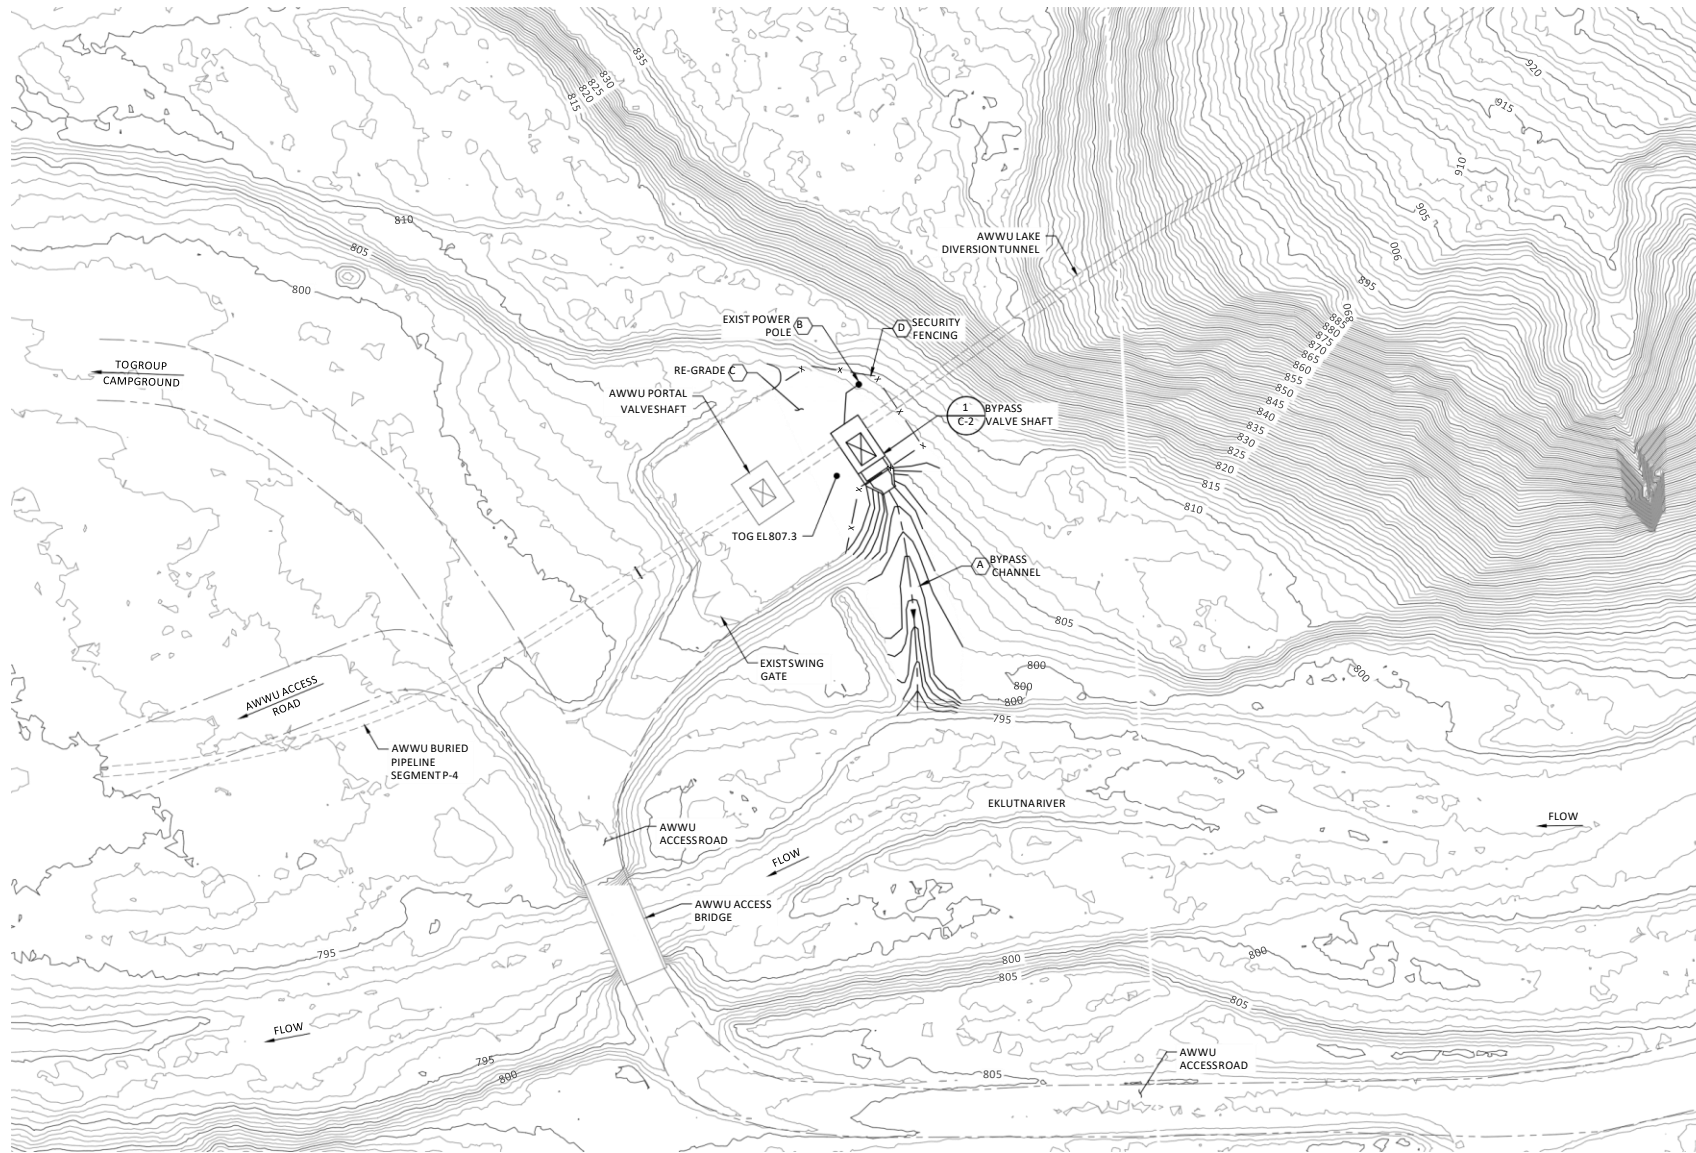 835
830
825
820
815
920
915
910
905
900
895
890
885
880
875
870
865
860
855
850
845
840
835
830
825
820
815
810
810
805
800
AWWU LAKE
DIVERSION TUNNEL
EXIST POWER
POLE
B
D
SECURITY
FENCING
TO GROUP
CAMPGROUND
RE-GRADE
C
AWWU PORTAL
VALVE SHAFT
1
C-2
BYPASS
VALVE SHAFT
X
X
X
X
X
X
X
TOG EL 807.3
A
BYPASS
CHANNEL
805
EXIST SWING
GATE
800
800
800
800
795
AWWU ACCESS
ROAD
AWWU BURIED
PIPELINE
SEGMENT P-4
EKLUTNA RIVER
FLOW
AWWU
ACCESS ROAD
FLOW
AWWU ACCESS
BRIDGE
795
800
805
800
805
FLOW
795
800
805
AWWU
ACCESS ROAD